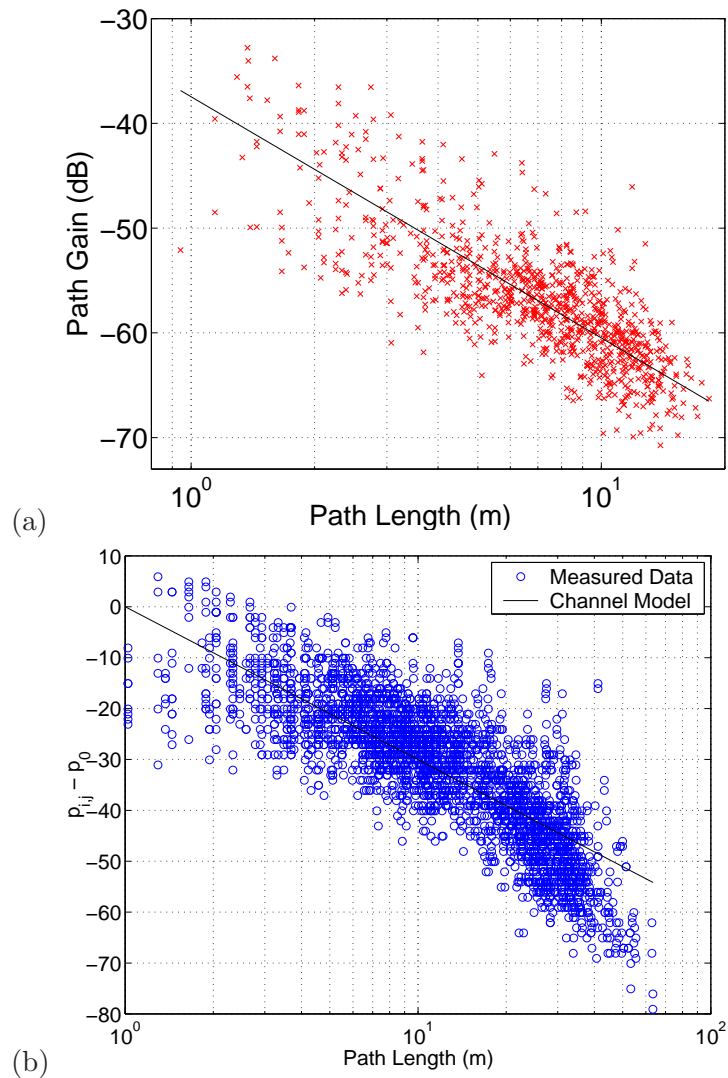 −30
−40
−50
−60
−70
Path Gain (dB)
10^0
10^1
Path Length (m)
(a)
10
0
−10
−20
−30
−40
−50
−60
−70
−80
p_{i,j} − p_0
Measured Data
Channel Model
10^0
10^1
10^2
Path Length (m)
(b)